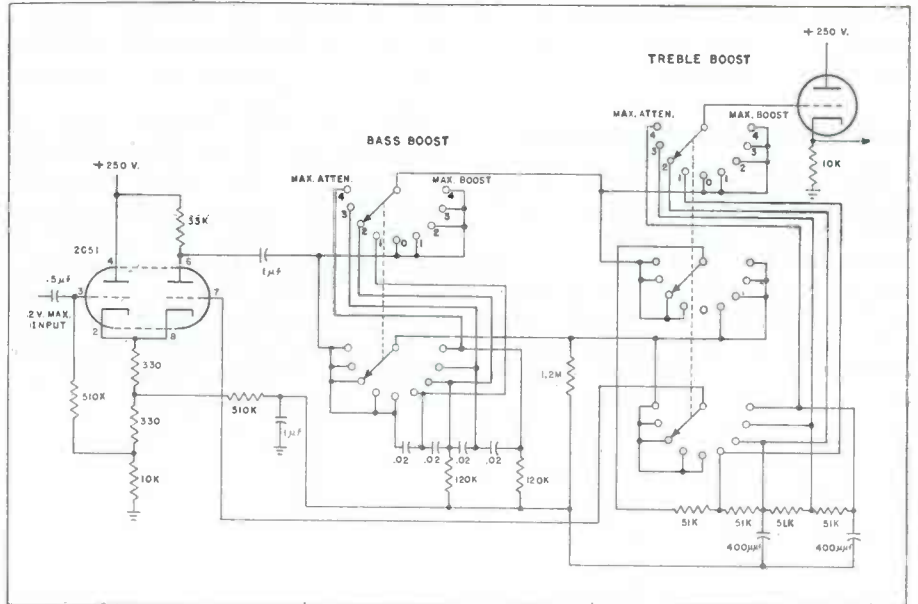 + 250 V.
TREBLE BOOST
MAX. ATTEN.
MAX. BOOST
4
4
3
3
2
2
1
0
1
10K
BASS BOOST
MAX. ATTEN.
MAX. BOOST
4
4
3
3
2
2
1
0
1
+ 250 V.
33K
2C51
4
6
1µf
.5µf
3
7
.2V. MAX.
INPUT
2
8
330
510K
510K
330
1µf
10K
1.2M
.02
.02
.02
.02
120K
120K
51K
51K
51K
51K
400µµf
400µµf